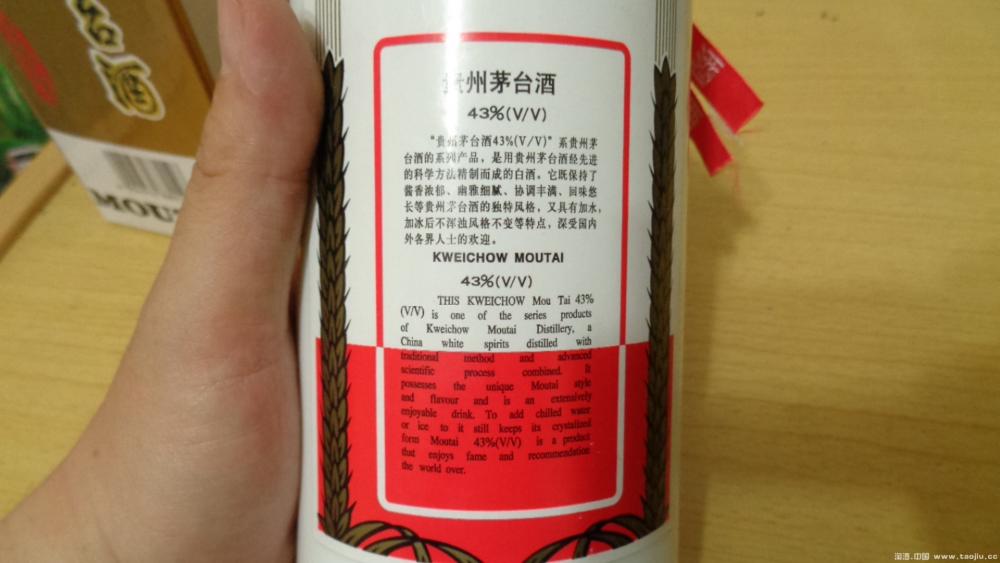 台酒
MOU
贵州茅台酒
43%(V/V)
“贵州茅台酒43%(V/V)”系贵州茅
台酒的系列产品，是用贵州茅台酒经先进
的科学方法精制而成的白酒。它既保持了
酱香浓郁、幽雅细腻、协调丰满、回味悠
长等贵州茅台酒的独特风格，又具有加水，
加冰后不浑浊风格不变等特点，深受国内
外各界人士的欢迎。
KWEICHOW MOUTAI
43%(V/V)
THIS KWEICHOW Mou Tai 43%
(V/V) is one of the series products
of Kweichow Moutai Distillery, a
China white spirits distilled with
traditional method and advanced
scientific process combined. It
possesses the unique Moutai style
and flavour and is an extensively
enjoyable drink. To add chilled water
or ice to it still keeps its crystalized
form Moutai 43%(V/V) is a product
that enjoys fame and recommendation
the world over.
淘酒.中国 www.taojiu.cc